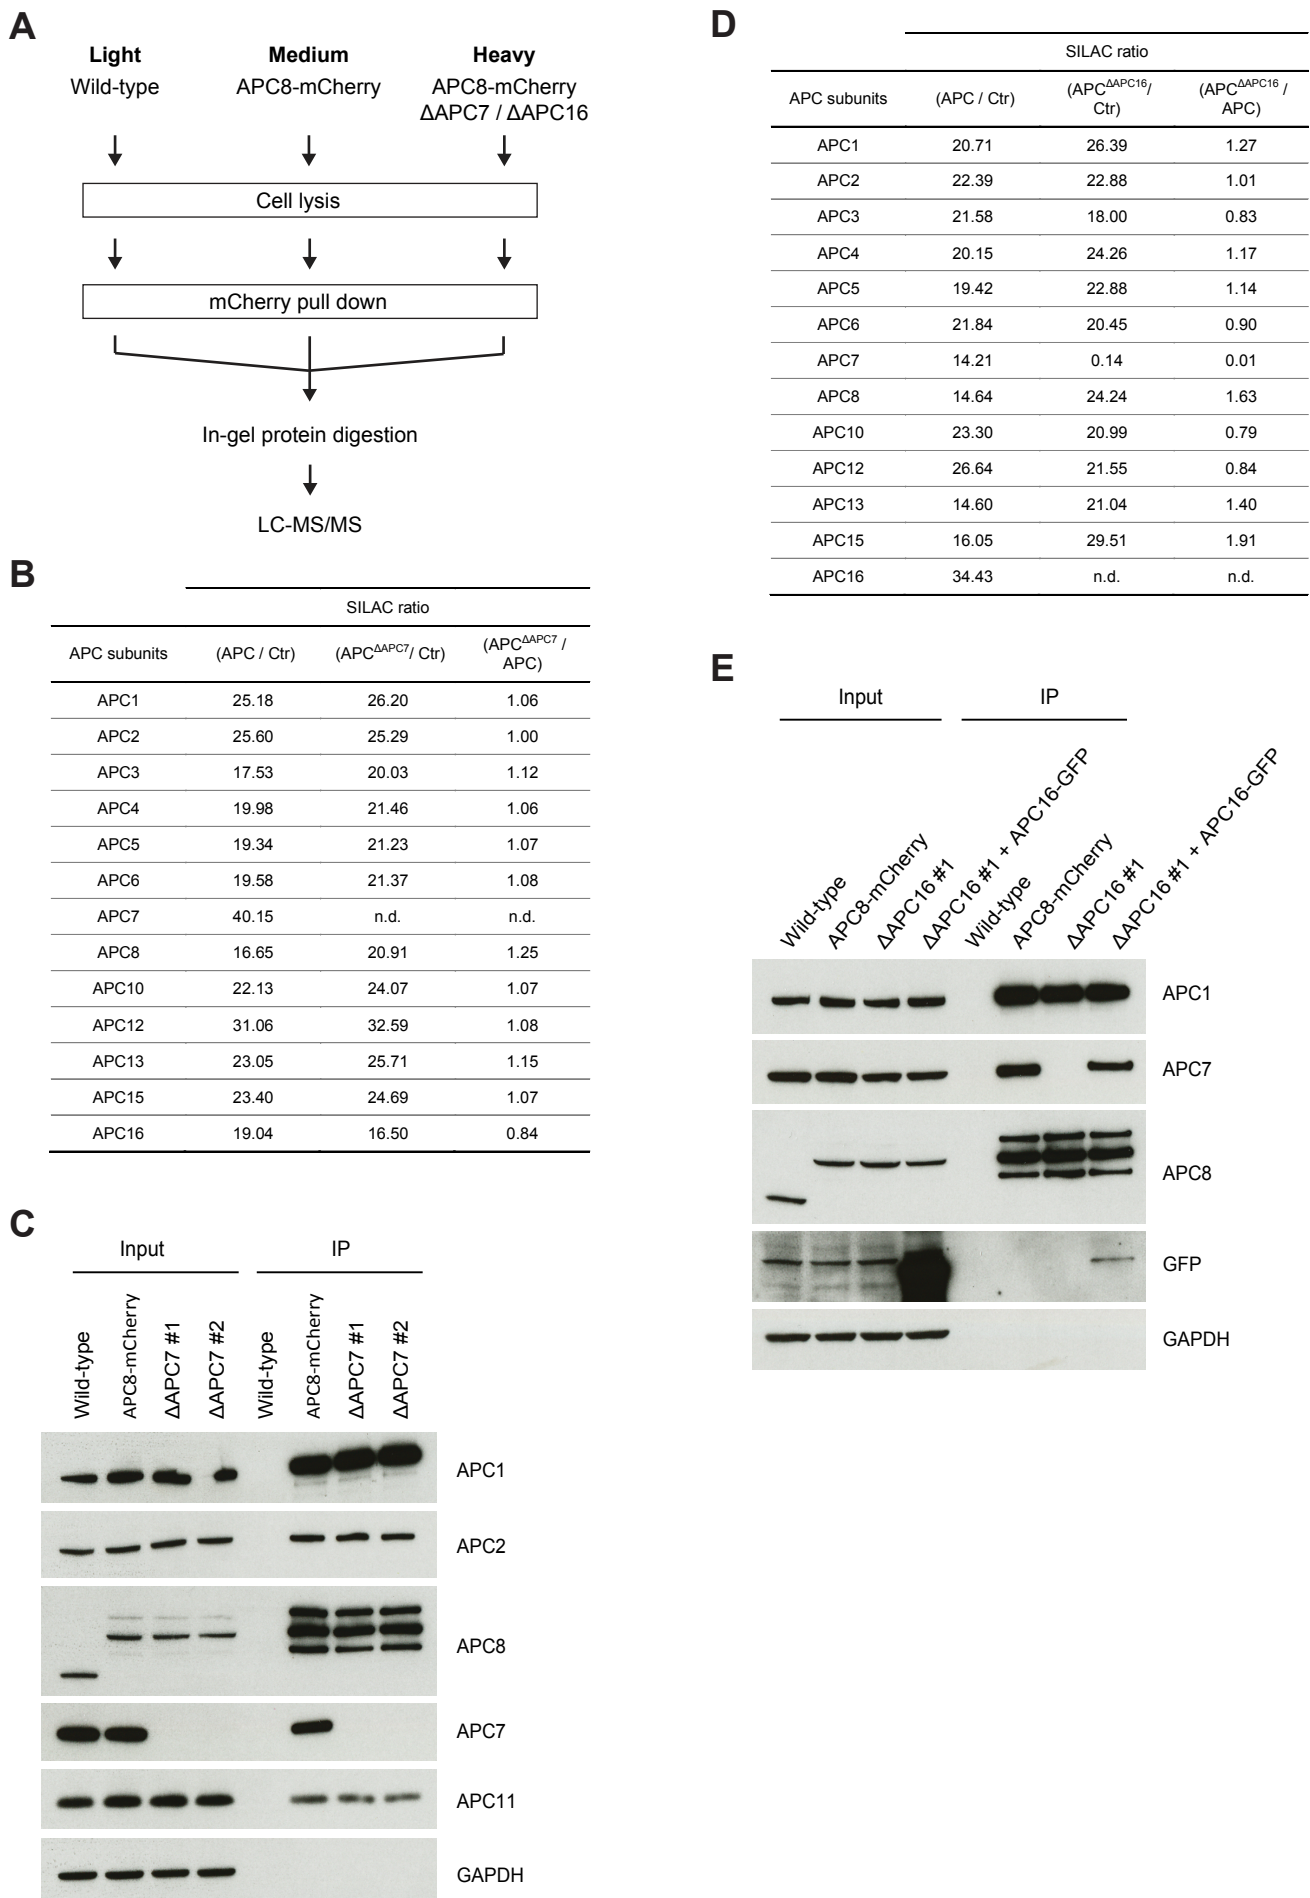 A
Light Medium Heavy
Wild-type APC8-mCherry APC8-mCherry
ΔAPC7 / ΔAPC16
Cell lysis
mCherry pull down
In-gel protein digestion
LC-MS/MS
B
SILAC ratio
APC subunits (APC / Ctr) (APCΔAPC7/ Ctr) (APCΔAPC7 /
APC)
APC1 25.18 26.20 1.06
APC2 25.60 25.29 1.00
APC3 17.53 20.03 1.12
APC4 19.98 21.46 1.06
APC5 19.34 21.23 1.07
APC6 19.58 21.37 1.08
APC7 40.15 n.d. n.d.
APC8 16.65 20.91 1.25
APC10 22.13 24.07 1.07
APC12 31.06 32.59 1.08
APC13 23.05 25.71 1.15
APC15 23.40 24.69 1.07
APC16 19.04 16.50 0.84
C
Input IP
Wild-type
APC8-mCherry
ΔAPC7 #1
ΔAPC7 #2
Wild-type
APC8-mCherry
ΔAPC7 #1
ΔAPC7 #2
APC1
APC2
APC8
APC7
APC11
GAPDH
D
SILAC ratio
APC subunits (APC / Ctr) (APCΔAPC16/
Ctr) (APCΔAPC16 /
APC)
APC1 20.71 26.39 1.27
APC2 22.39 22.88 1.01
APC3 21.58 18.00 0.83
APC4 20.15 24.26 1.17
APC5 19.42 22.88 1.14
APC6 21.84 20.45 0.90
APC7 14.21 0.14 0.01
APC8 14.64 24.24 1.63
APC10 23.30 20.99 0.79
APC12 26.64 21.55 0.84
APC13 14.60 21.04 1.40
APC15 16.05 29.51 1.91
APC16 34.43 n.d. n.d.
E
Input IP
Wild-type
APC8-mCherry
ΔAPC16 #1
ΔAPC16 #1 + APC16-GFP
Wild-type
APC8-mCherry
ΔAPC16 #1
ΔAPC16 #1 + APC16-GFP
APC1
APC7
APC8
GFP
GAPDH